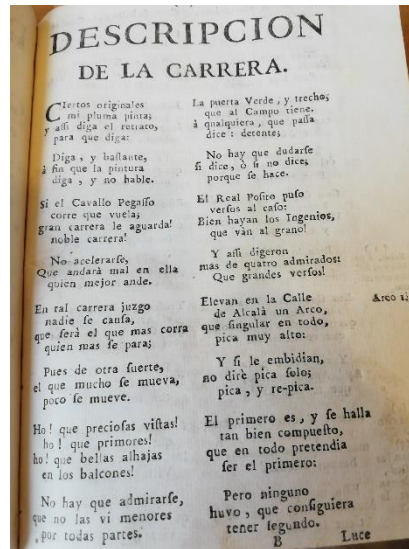 DESCRIPCION
DE LA CARRERA.
CIertos originales
mi pluma pinta;
y assi diga el retrato,
para que diga:
Diga, y bastante,
à fin que la pintura
diga, y no hable.
Si el Cavallo Pegasso
corre que vuela;
gran carrera le aguarda!
noble carrera!
No acelerarse,
Que andarà mal en ella
quien mejor ande.
En tal carrera juzgo
nadie se cansa,
que serà el que mas corra
quien mas se para;
Pues de otra suerte,
el que mucho se mueva,
poco se mueve.
Ho! que preciosas vistas!
ho! que primores!
ho! que bellas alhajas
en los balcones!
No hay que admirarse,
que no las vi menores
por todas partes.
La puerta Verde, y trecho;
que al Campo tiene.
à qualquiera, que passa
dice: detente;
No hay que dudarse
si dice, ò si no dice;
porque se hace.
El Real Posito puso
versos al caso:
Bien hayan los Ingenios,
que vàn al grano!
Y assi digeron
mas de quatro admirados:
Que grandes versos!
Elevan en la Calle
de Alcalà un Arco,
que singular en todo,
pica muy alto:
Y si le embidian,
no dirè pica solo;
pica, y re-pica.
El primero es, y se halla
tan bien compuesto,
que en todo pretendia
ser el primero:
Pero ninguno
huvo, que consiguiera
tener segundo.
Arco 1;
B
Luce